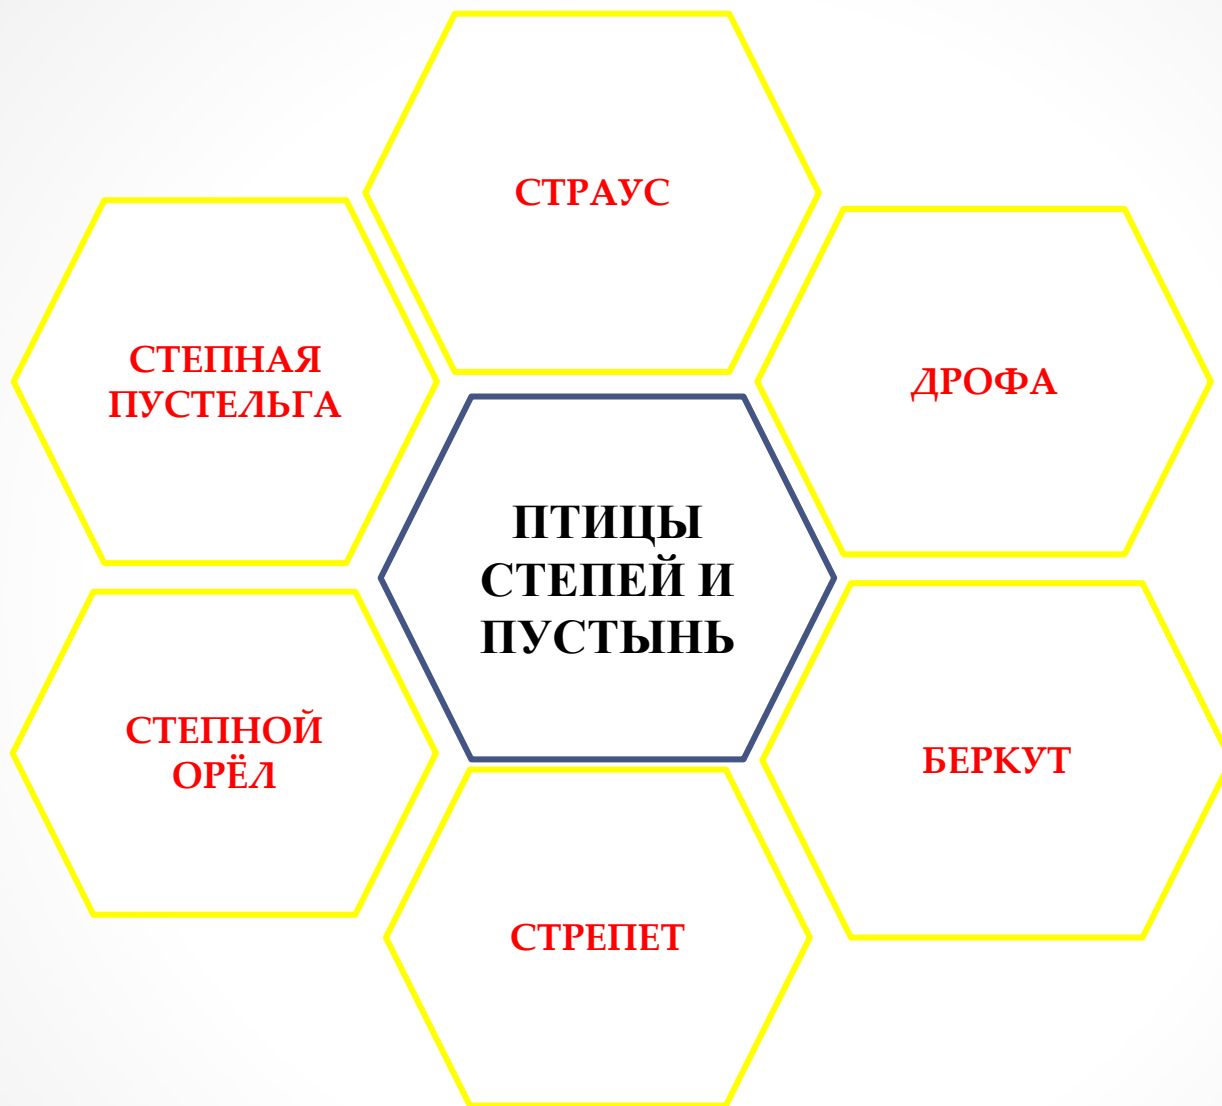 СТРАУС
СТЕПНАЯ
ПУСТЕЛЬГА
ДРОФА
ПТИЦЫ
СТЕПЕЙ И
ПУСТЫНЬ
СТЕПНОЙ
ОРЁЛ
БЕРКУТ
СТРЕПЕТ